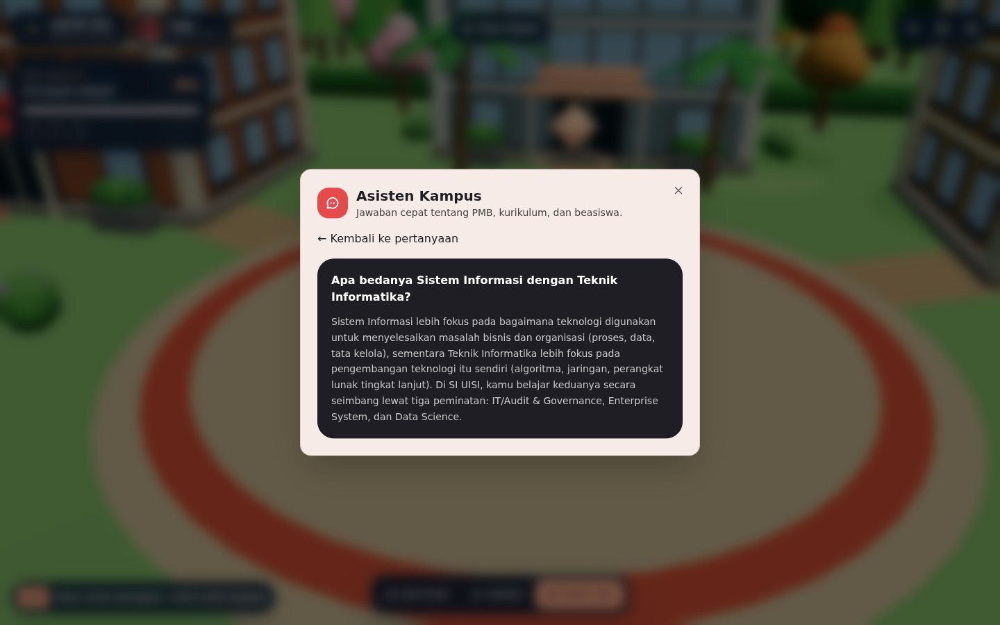 Asisten Kampus
Jawaban cepat tentang PMB, kurikulum, dan beasiswa.
← Kembali ke pertanyaan
Apa bedanya Sistem Informasi dengan Teknik
Informatika?
Sistem Informasi lebih fokus pada bagaimana teknologi digunakan
untuk menyelesaikan masalah bisnis dan organisasi (proses, data,
tata kelola), sementara Teknik Informatika lebih fokus pada
pengembangan teknologi itu sendiri (algoritma, jaringan, perangkat
lunak tingkat lanjut). Di SI UISI, kamu belajar keduanya secara
seimbang lewat tiga peminatan: IT/Audit & Governance, Enterprise
System, dan Data Science.